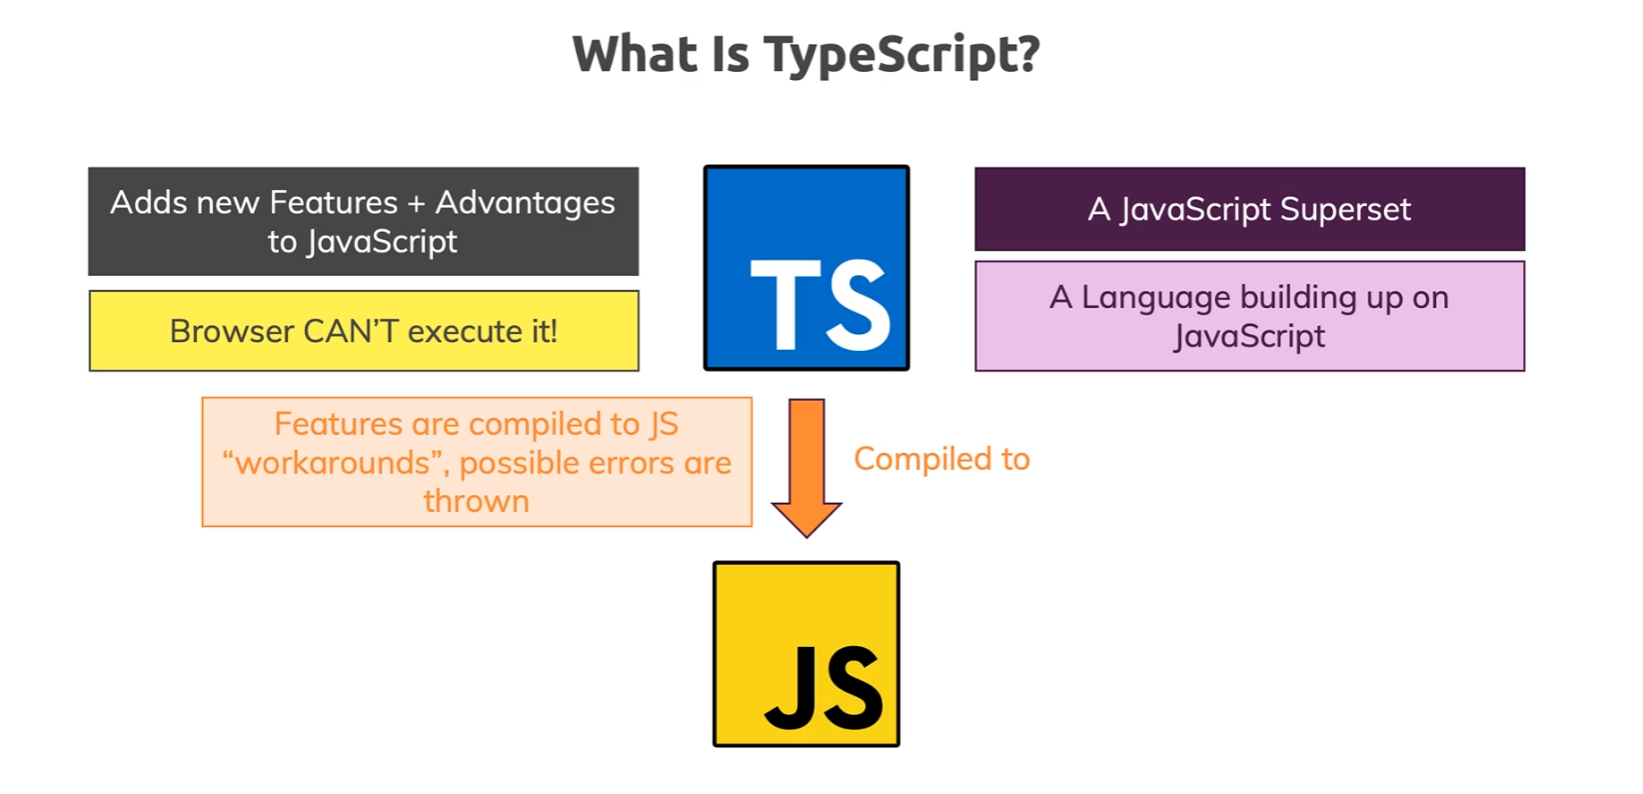 What Is TypeScript?
Adds new Features + Advantages
to JavaScript
Browser CAN’T execute it!
TS
A JavaScript Superset
A Language building up on
JavaScript
Features are compiled to JS
“workarounds”, possible errors are
thrown
Compiled to
JS